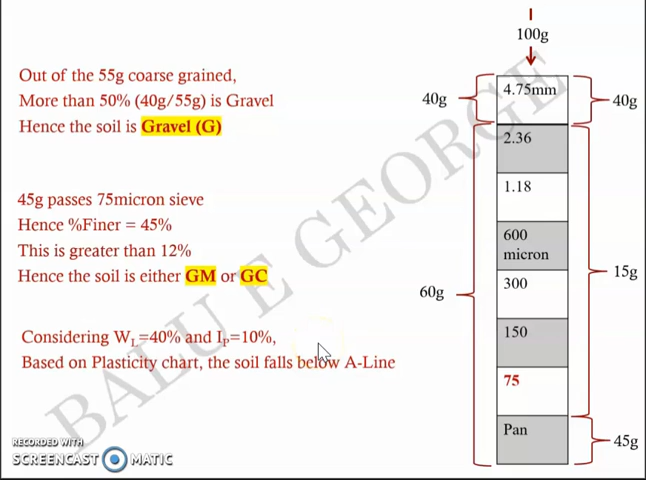 100g
Out of the 55g coarse grained,
More than 50% (40g/55g) is Gravel
Hence the soil is Gravel (G)
45g passes 75micron sieve
Hence %Finer = 45%
This is greater than 12%
Hence the soil is either GM or GC
Considering WL=40% and IP=10%,
Based on Plasticity chart, the soil falls below A-Line
40g
60g
4.75mm
2.36
1.18
600
micron
300
150
75
Pan
40g
15g
45g
BALU E GEORGE
RECORDED WITH
SCREENCAST MATIC